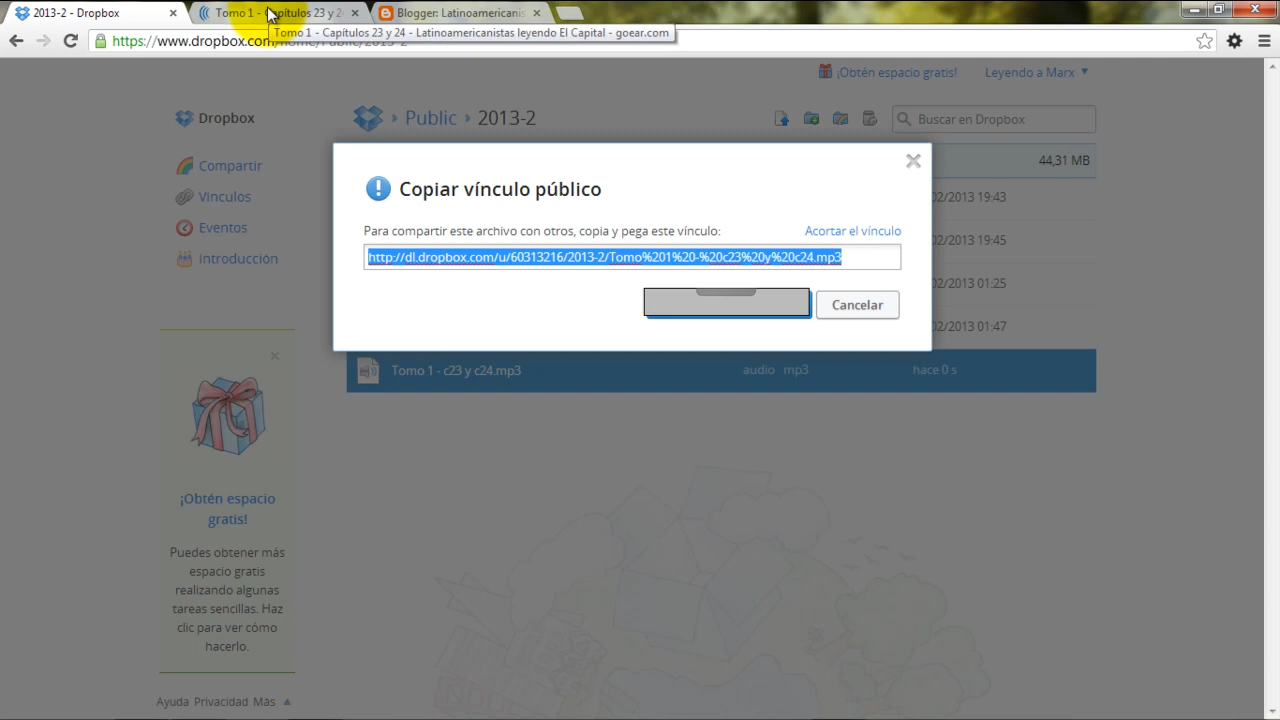 2013-2 - Dropbox
Tomo 1 - Capítulos 23 y 24
Blogger: Latinoamericanis
Tomo 1 - Capítulos 23 y 24 - Latinoamericanistas leyendo El Capital - goear.com
https://www.dropbox.com/home/Public/2013-2
¡Obtén espacio gratis!
Leyendo a Marx
Dropbox
Public
2013-2
Buscar en Dropbox
Compartir
Vínculos
Eventos
Introducción
44,31 MB
02/2013 19:43
02/2013 19:45
02/2013 01:25
02/2013 01:47
Copiar vínculo público
Para compartir este archivo con otros, copia y pega este vínculo:
Acortar el vínculo
http://dl.dropbox.com/u/60313216/2013-2/Tomo%201%20-%20c23%20y%20c24.mp3
Cancelar
Tomo 1 - c23 y c24.mp3
audio mp3
hace 0 s
¡Obtén espacio
gratis!
Puedes obtener más
espacio gratis
realizando algunas
tareas sencillas. Haz
clic para ver cómo
hacerlo.
Ayuda Privacidad Más